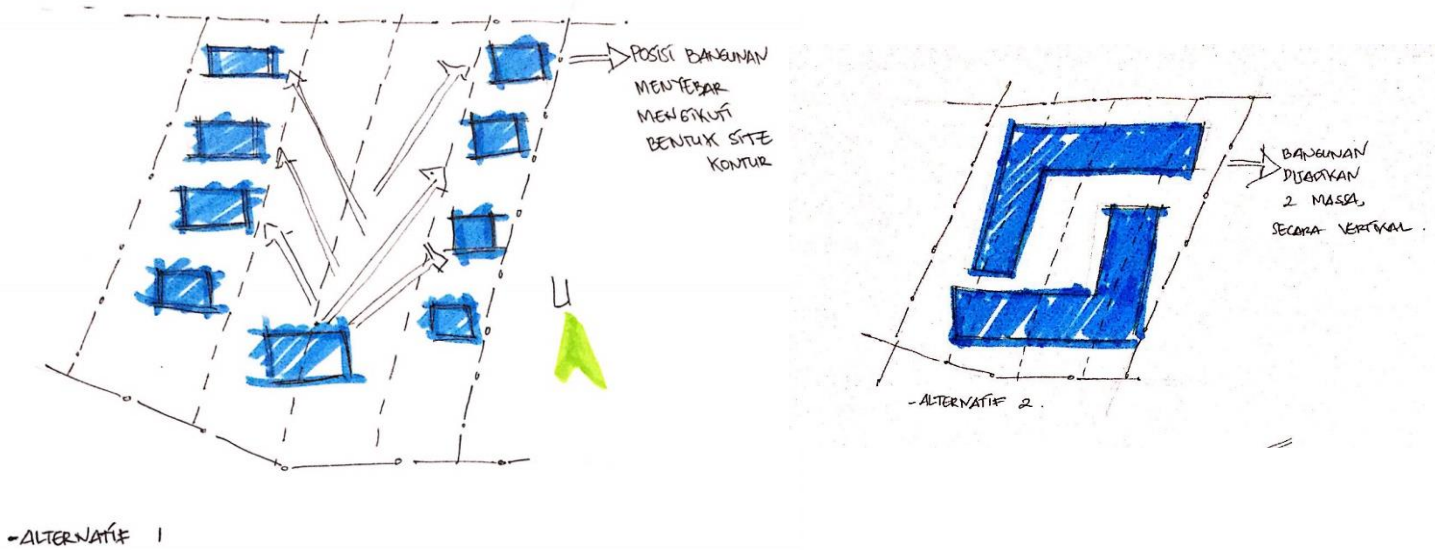 POSISI BANGUNAN
MENYEBAR
MENGIKUTI
BENTUK SITE
KONTUR
U
-ALTERNATIF 1
BANGUNAN
DIJADIKAN
2 MASSA,
SECARA VERTIKAL.
-ALTERNATIF 2.